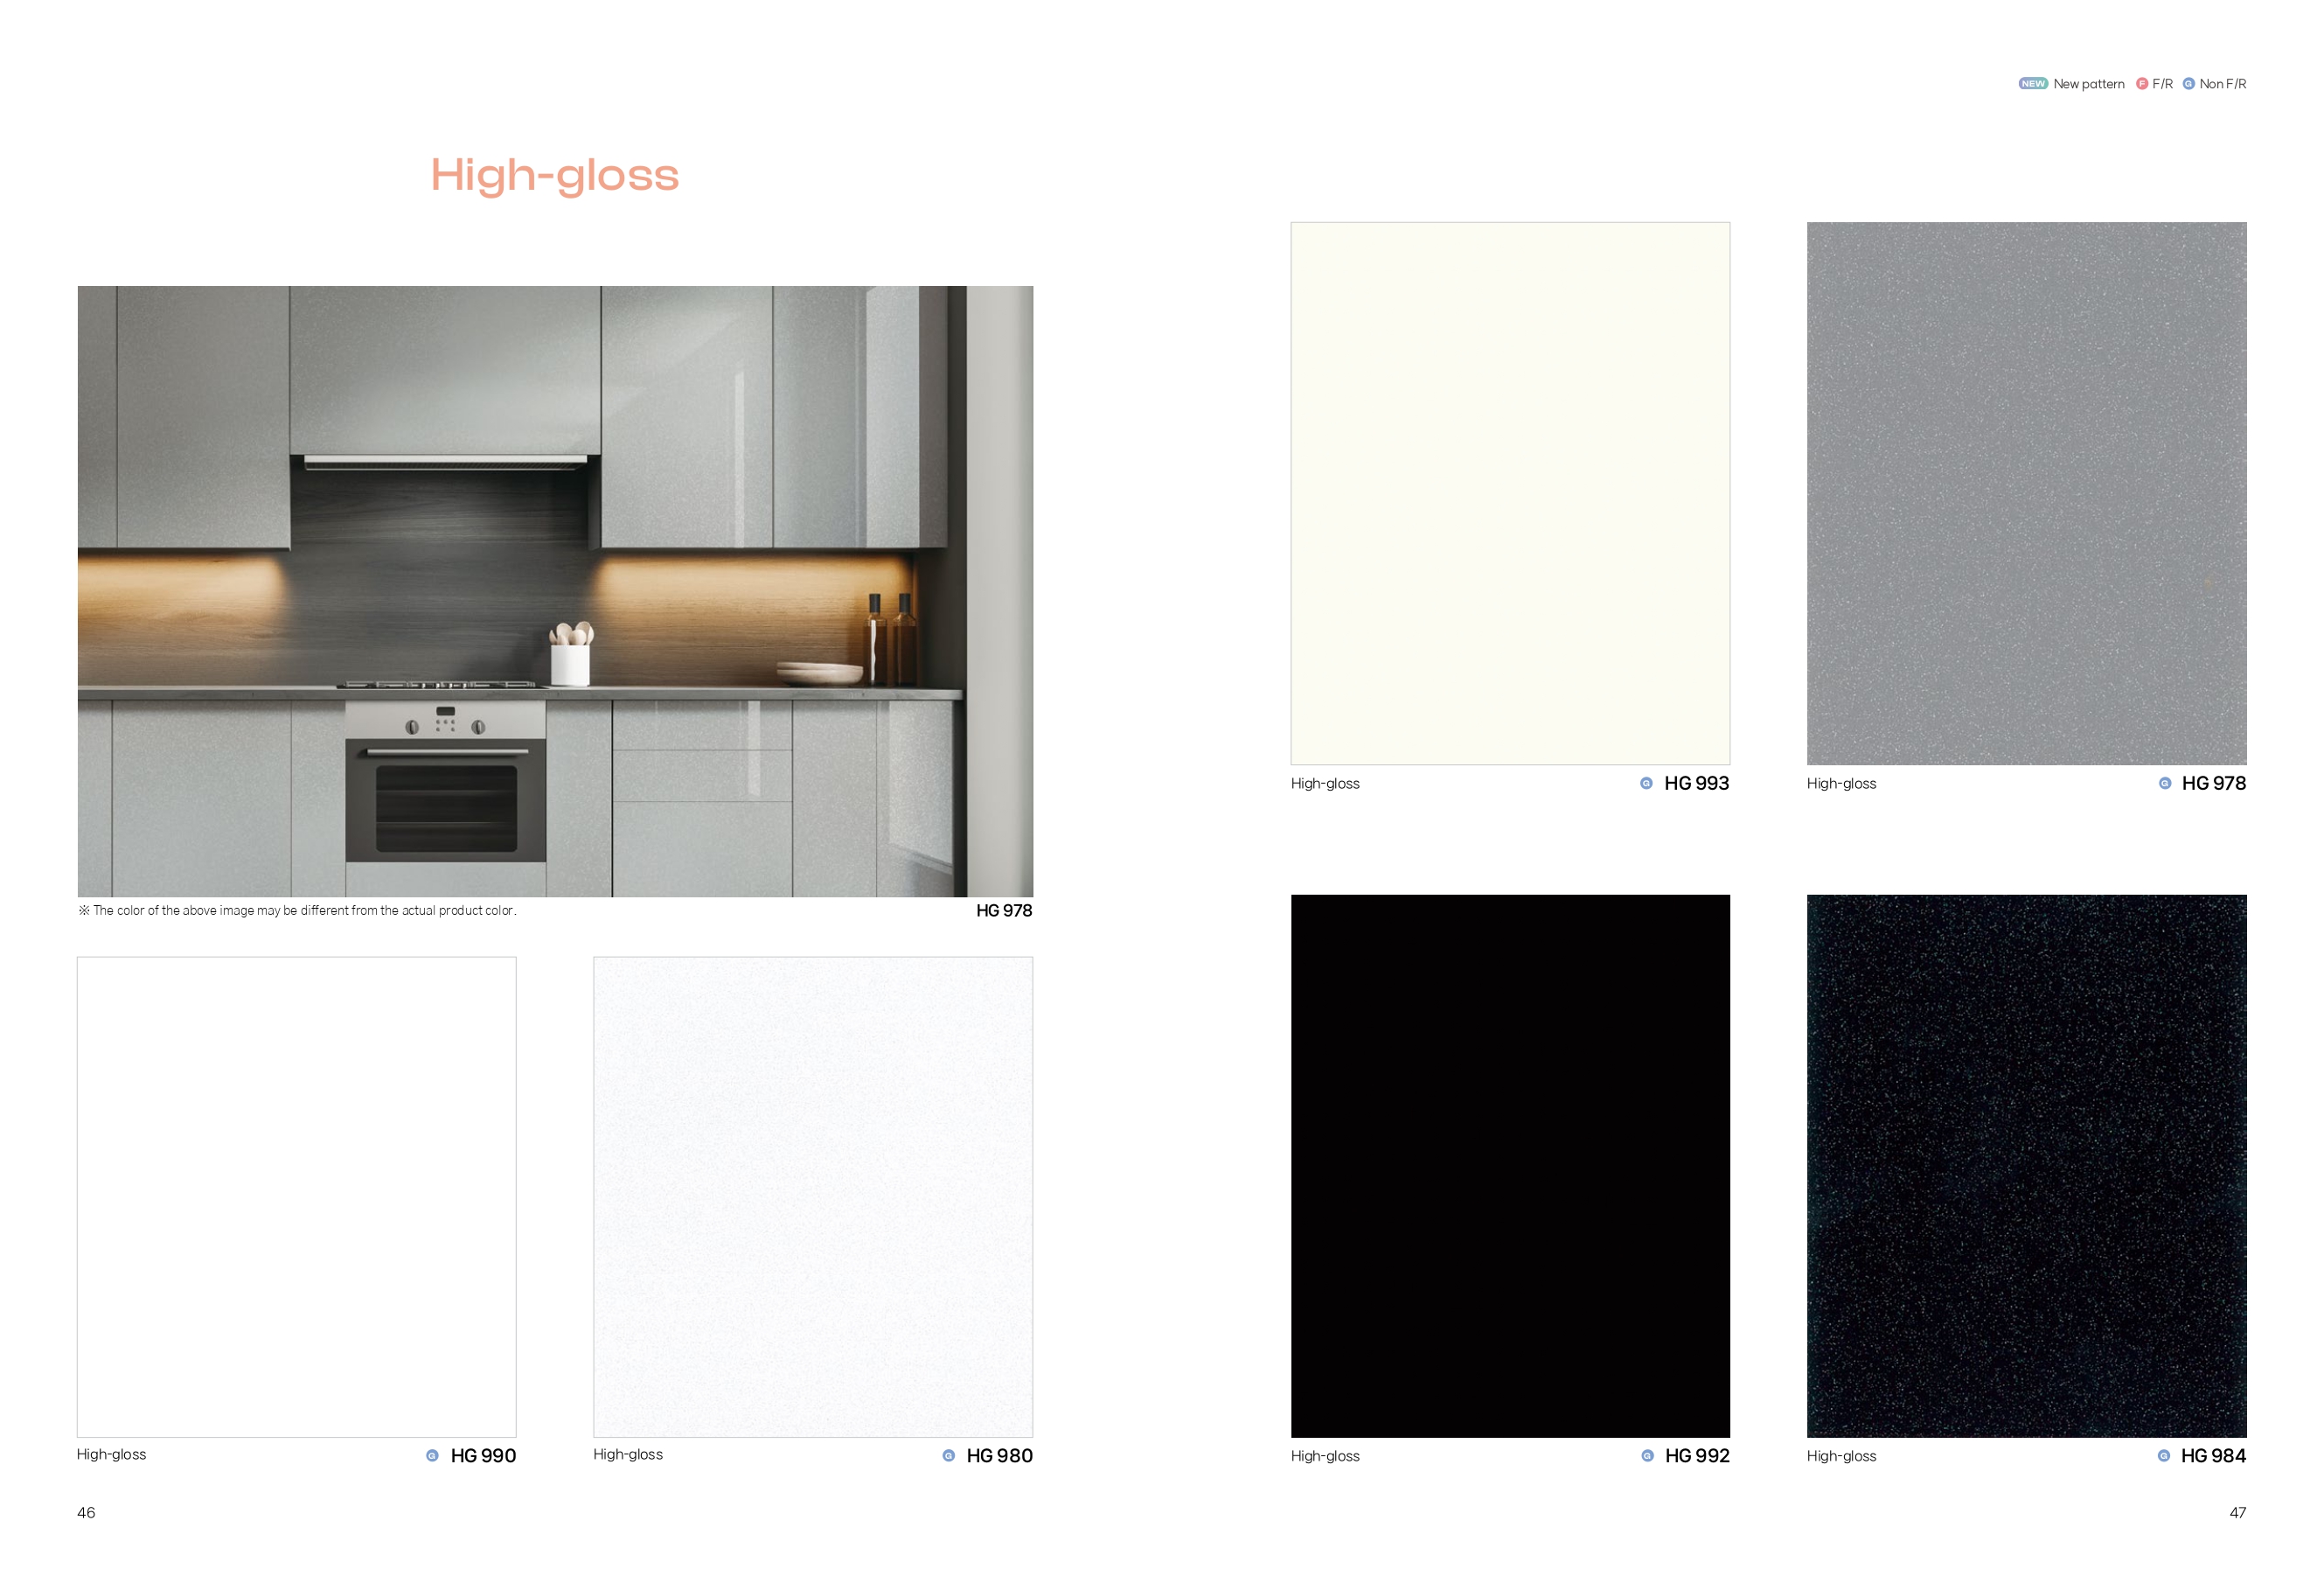 High-gloss
※ The color of the above image may be different from the actual product color.
HG 978
High-gloss G HG 990
High-gloss G HG 980
46
NEW New pattern F F/R G Non F/R
High-gloss G HG 993
High-gloss G HG 978
High-gloss G HG 992
High-gloss G HG 984
47